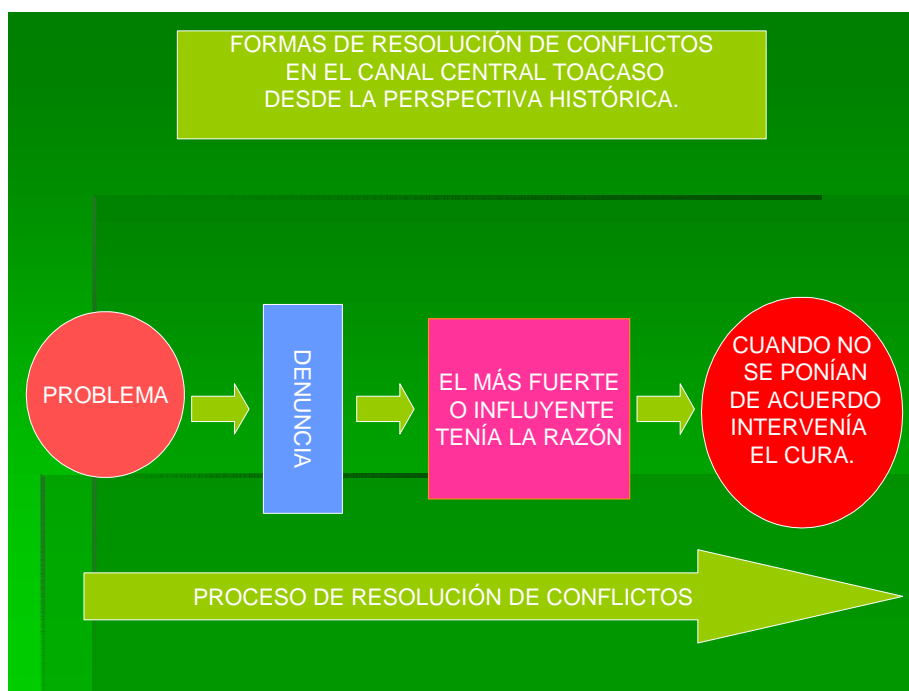 FORMAS DE RESOLUCIÓN DE CONFLICTOS
EN EL CANAL CENTRAL TOACASO
DESDE LA PERSPECTIVA HISTÓRICA.
PROBLEMA
DENUNCIA
EL MÁS FUERTE
O INFLUYENTE
TENÍA LA RAZÓN
CUANDO NO
SE PONÍAN
DE ACUERDO
INTERVENÍA
EL CURA.
PROCESO DE RESOLUCIÓN DE CONFLICTOS